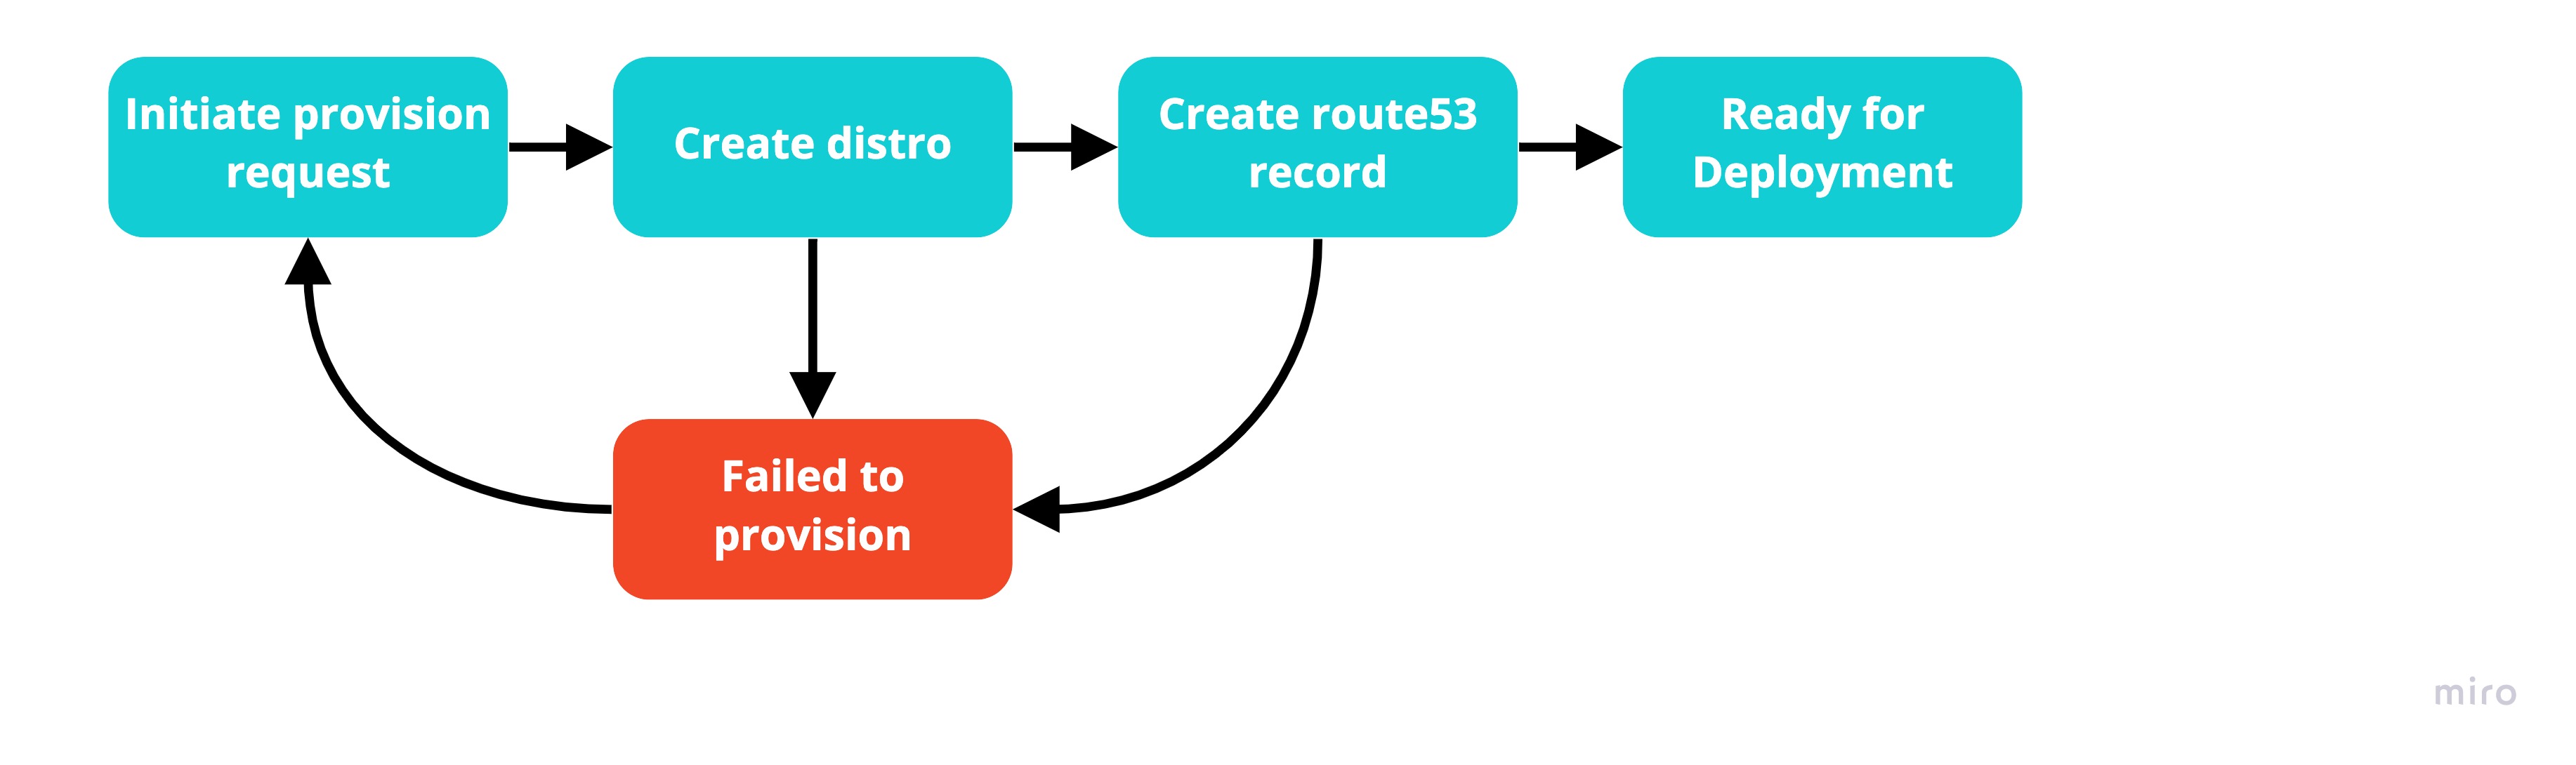 Initiate provision
request
Create distro
Create route53
record
Ready for
Deployment
Failed to
provision
miro